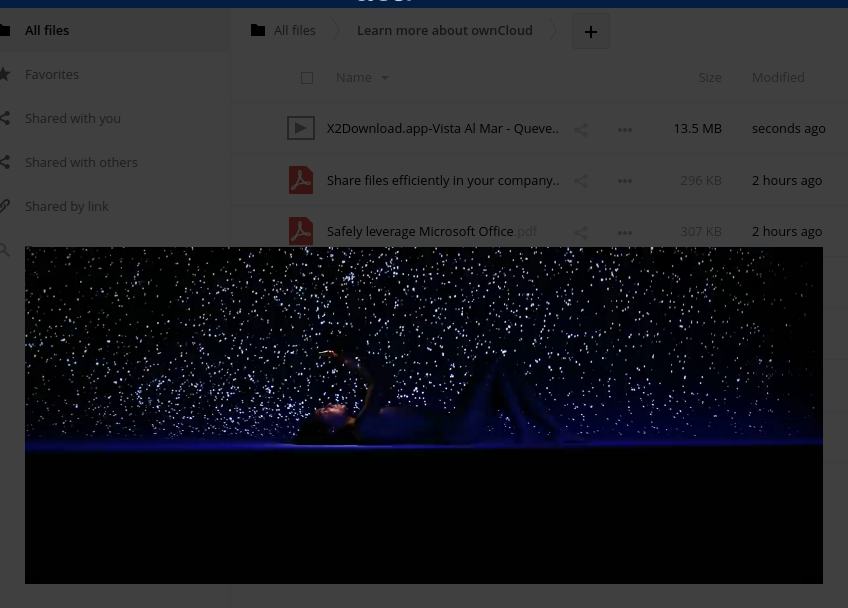 All files
Favorites
Shared with you
Shared with others
Shared by link
All files
Learn more about ownCloud
+
Name
Size
Modified
X2Download.app-Vista Al Mar - Queve..
•••
13.5 MB
seconds ago
Share files efficiently in your company..
•••
296 KB
2 hours ago
Safely leverage Microsoft Office.pdf
•••
307 KB
2 hours ago